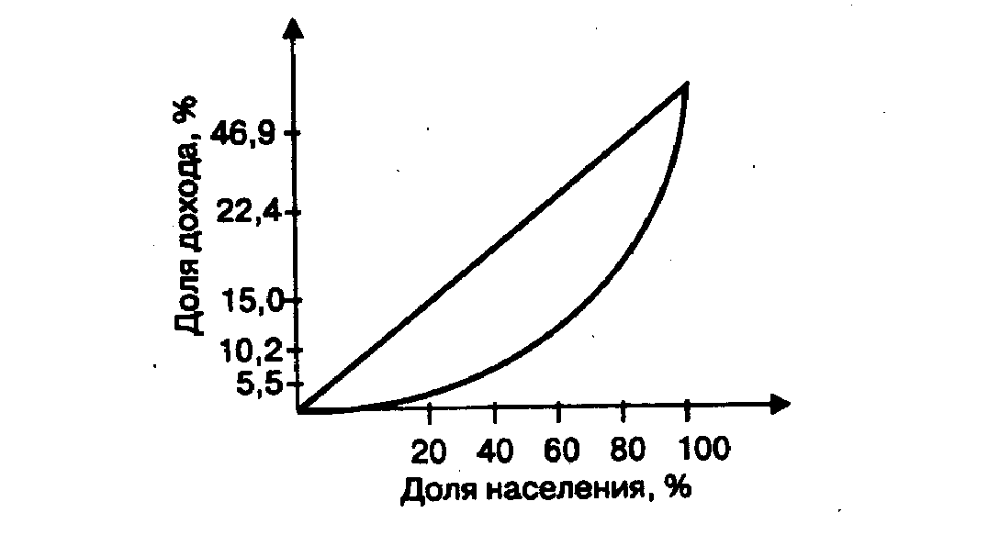 Доля дохода, %
46,9
22,4
15,0
10,2
5,5
20 40 60 80 100
Доля населения, %